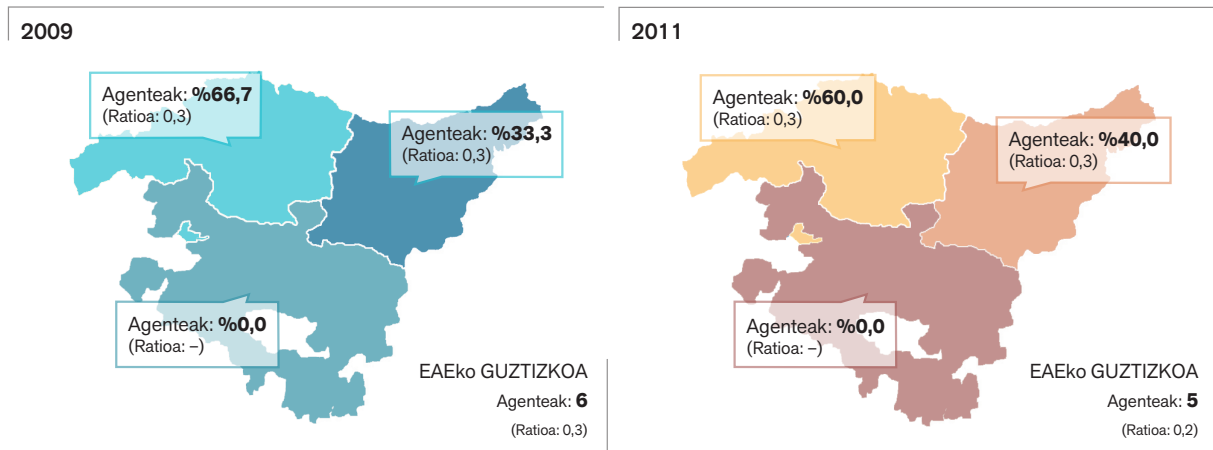 2009
Agenteak: %66,7
(Ratioa: 0,3)
Agenteak: %33,3
(Ratioa: 0,3)
Agenteak: %0,0
(Ratioa: –)
EAEko GUZTIZKOA
Agenteak: 6
(Ratioa: 0,3)
2011
Agenteak: %60,0
(Ratioa: 0,3)
Agenteak: %40,0
(Ratioa: 0,3)
Agenteak: %0,0
(Ratioa: –)
EAEko GUZTIZKOA
Agenteak: 5
(Ratioa: 0,2)